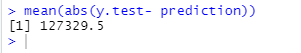 > mean(abs(y.test- prediction))
[1] 127329.5
>